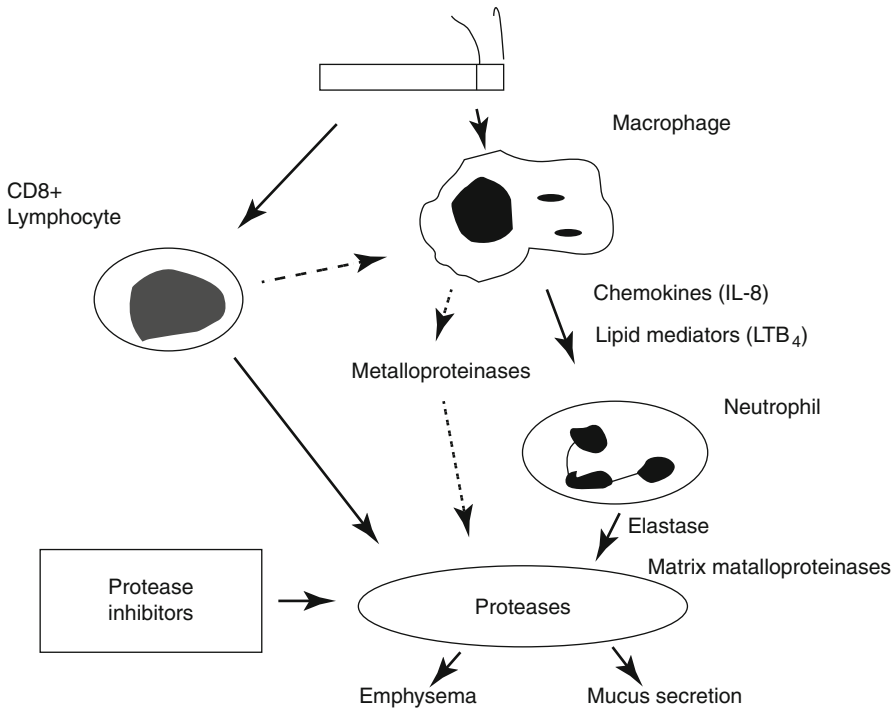 Macrophage
CD8+
Lymphocyte
Chemokines (IL-8)
Lipid mediators (LTB4)
Metalloproteinases
Neutrophil
Elastase
Matrix matalloproteinases
Protease
inhibitors
Proteases
Emphysema
Mucus secretion